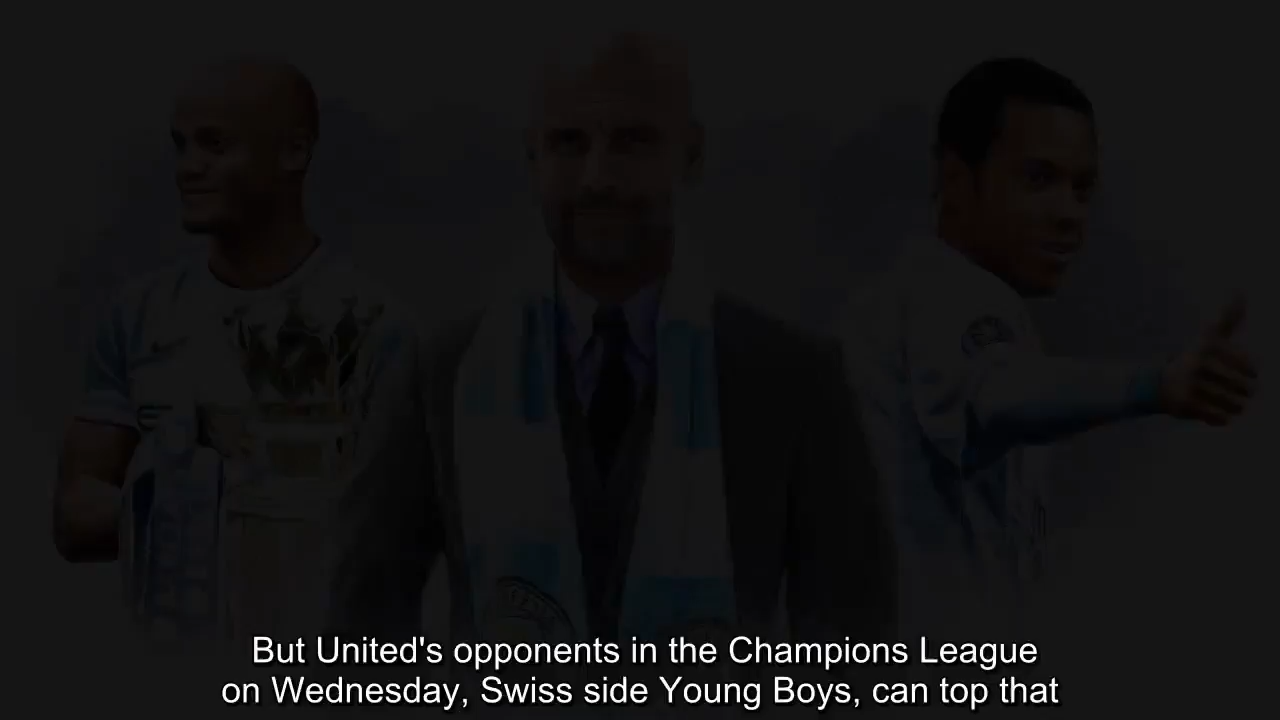 But United's opponents in the Champions League
on Wednesday, Swiss side Young Boys, can top that